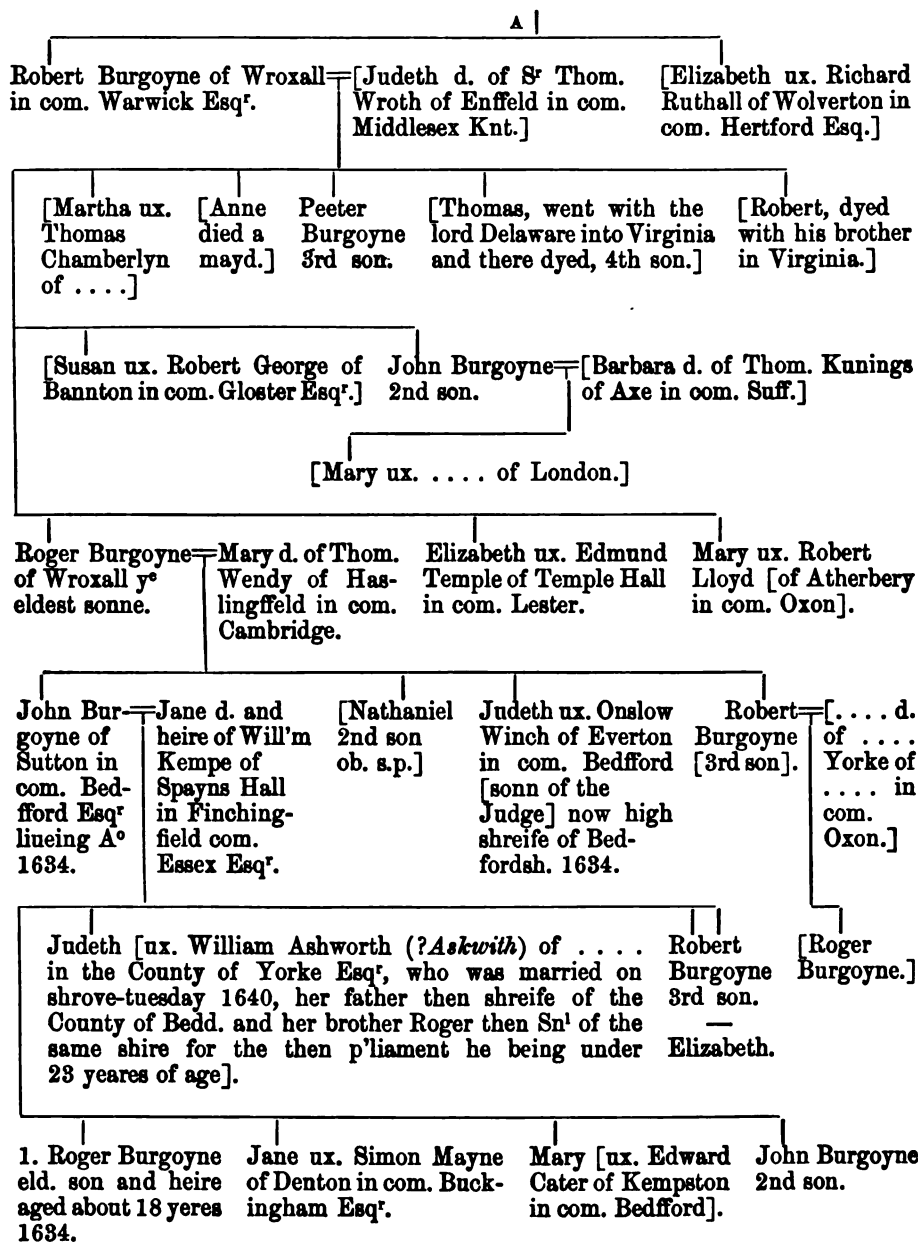 A
Robert Burgoyne of Wroxall
in com. Warwick Esqʳ.
[Judeth d. of Sʳ Thom.
Wroth of Enffeld in com.
Middlesex Knt.]
[Elizabeth ux. Richard
Ruthall of Wolverton in
com. Hertford Esq.]
[Martha ux.
Thomas
Chamberlyn
of . . . .]
[Anne
died a
mayd.]
Peeter
Burgoyne
3rd son.
[Thomas, went with the
lord Delaware into Virginia
and there dyed, 4th son.]
[Robert, dyed
with his brother
in Virginia.]
[Susan ux. Robert George of
Bannton in com. Gloster Esqʳ.]
John Burgoyne
2nd son.
[Barbara d. of Thom. Kunings
of Axe in com. Suff.]
[Mary ux. . . . . of London.]
Roger Burgoyne
of Wroxall yᵉ
eldest sonne.
Mary d. of Thom.
Wendy of Has-
lingffeld in com.
Cambridge.
Elizabeth ux. Edmund
Temple of Temple Hall
in com. Lester.
Mary ux. Robert
Lloyd [of Atherbery
in com. Oxon].
John Bur-
goyne of
Sutton in
com. Bed-
fford Esqʳ
liueing Aᵒ
1634.
Jane d. and
heire of Will'm
Kempe of
Spayns Hall
in Finching-
field com.
Essex Esqʳ.
[Nathaniel
2nd son
ob. s.p.]
Judeth ux. Onslow
Winch of Everton
in com. Bedfford
[sonn of the
Judge] now high
shreife of Bed-
fordsh. 1634.
Robert
Burgoyne
[3rd son].
[. . . . d.
of . . . .
Yorke of
. . . . in
com.
Oxon.]
Judeth [ux. William Ashworth (?Askwith) of . . . .
in the County of Yorke Esqʳ, who was married on
shrove-tuesday 1640, her father then shreife of the
County of Bedd. and her brother Roger then Snˡ of the
same shire for the then p'liament he being under
23 yeares of age].
Robert
Burgoyne
3rd son.
—
Elizabeth.
[Roger
Burgoyne.]
1. Roger Burgoyne
eld. son and heire
aged about 18 yeres
1634.
Jane ux. Simon Mayne
of Denton in com. Buck-
ingham Esqʳ.
Mary [ux. Edward
Cater of Kempston
in com. Bedfford].
John Burgoyne
2nd son.